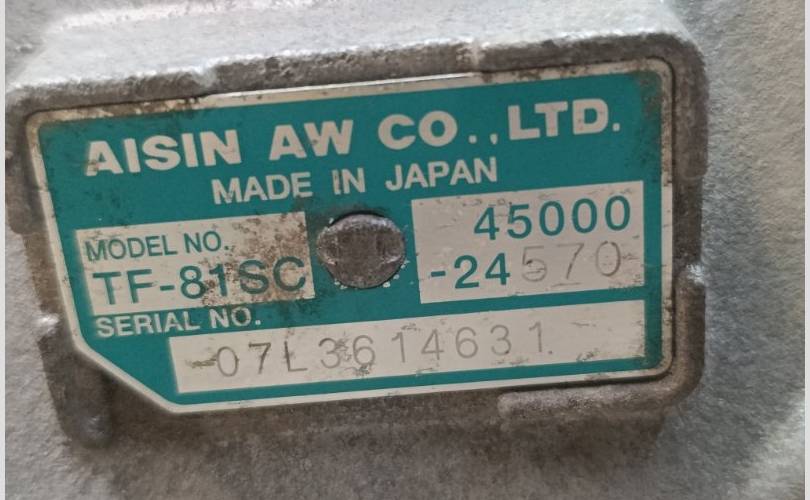 AISIN AW CO., LTD.
MADE IN JAPAN
MODEL NO.
TF-81SC
45000
-24570
SERIAL NO.
07L3614631